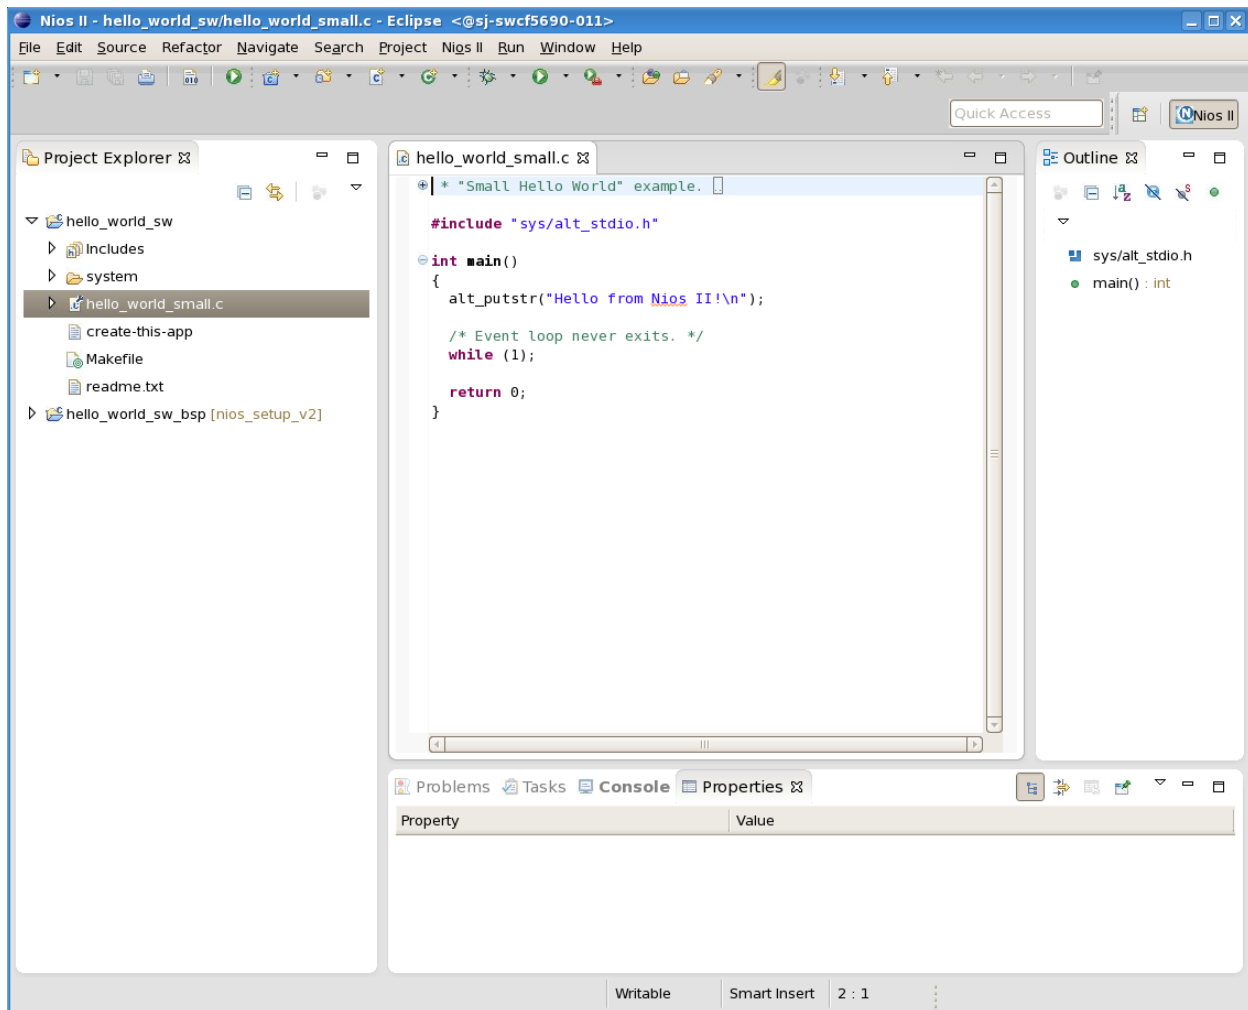 Nios II - hello_world_sw/hello_world_small.c - Eclipse <@sj-swcf5690-011>
File Edit Source Refactor Navigate Search Project Nios II Run Window Help
Quick Access
Nios II
Project Explorer
hello_world_sw
Includes
system
hello_world_small.c
create-this-app
Makefile
readme.txt
hello_world_sw_bsp [nios_setup_v2]
hello_world_small.c
* "Small Hello World" example.
#include "sys/alt_stdio.h"
int main()
{
alt_putstr("Hello from Nios II!\n");
/* Event loop never exits. */
while (1);
return 0;
}
Outline
sys/alt_stdio.h
main() : int
Problems Tasks Console Properties
Property Value
Writable Smart Insert 2 : 1